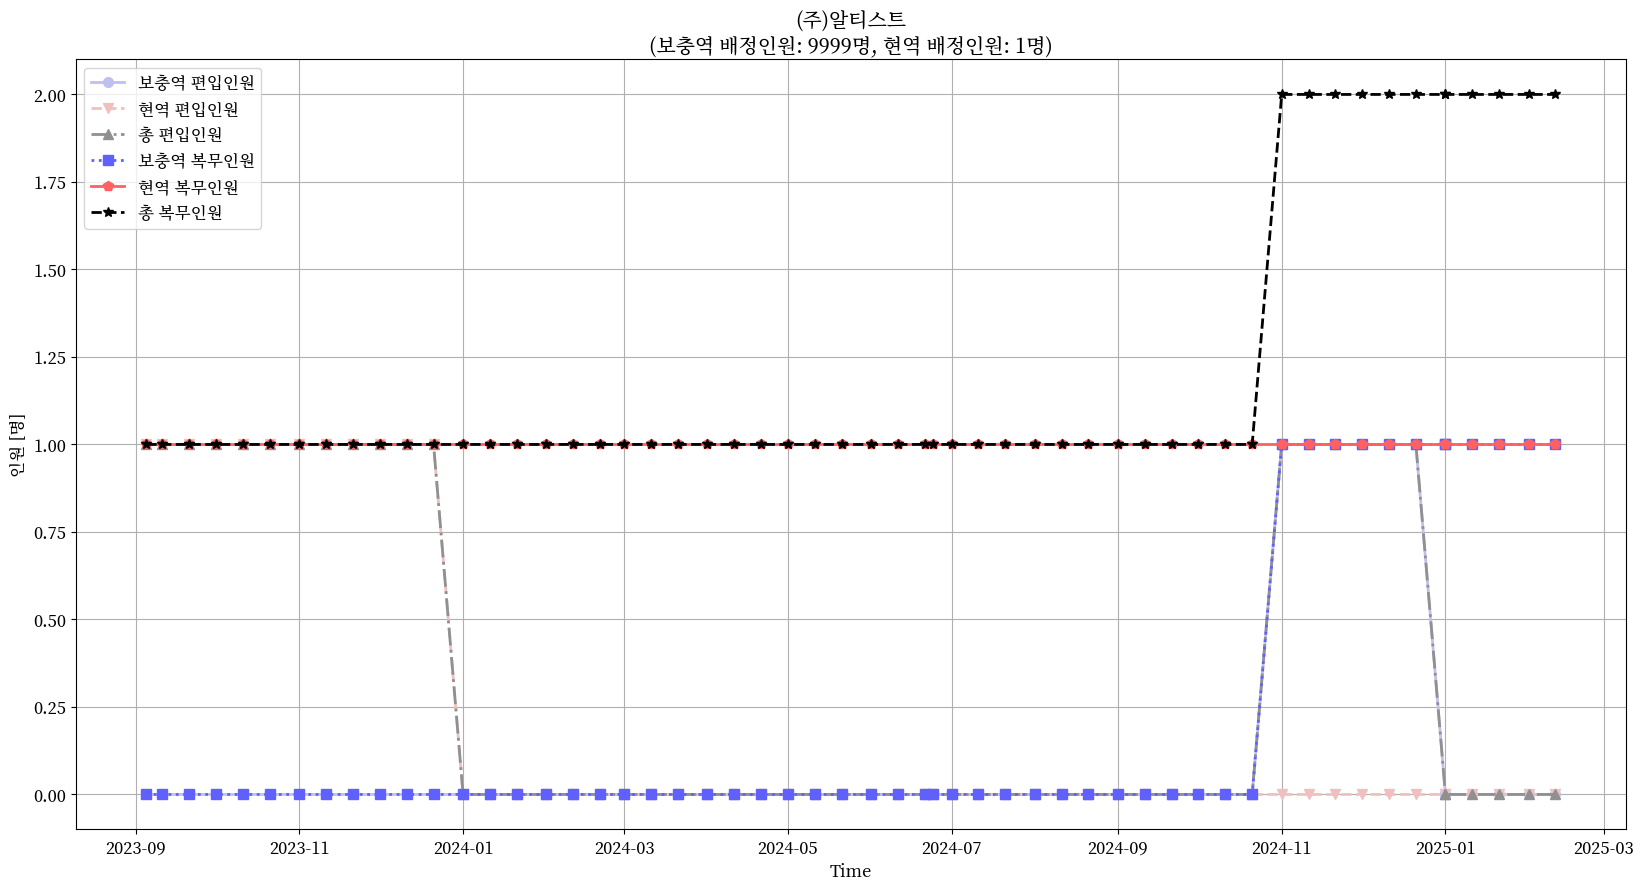 (주)알티스트
(보충역 배정인원: 9999명, 현역 배정인원: 1명)
보충역 편입인원
현역 편입인원
총 편입인원
보충역 복무인원
현역 복무인원
총 복무인원
인원 [명]
2.00
1.75
1.50
1.25
1.00
0.75
0.50
0.25
0.00
2023-09 2023-11 2024-01 2024-03 2024-05 2024-07 2024-09 2024-11 2025-01 2025-03
Time